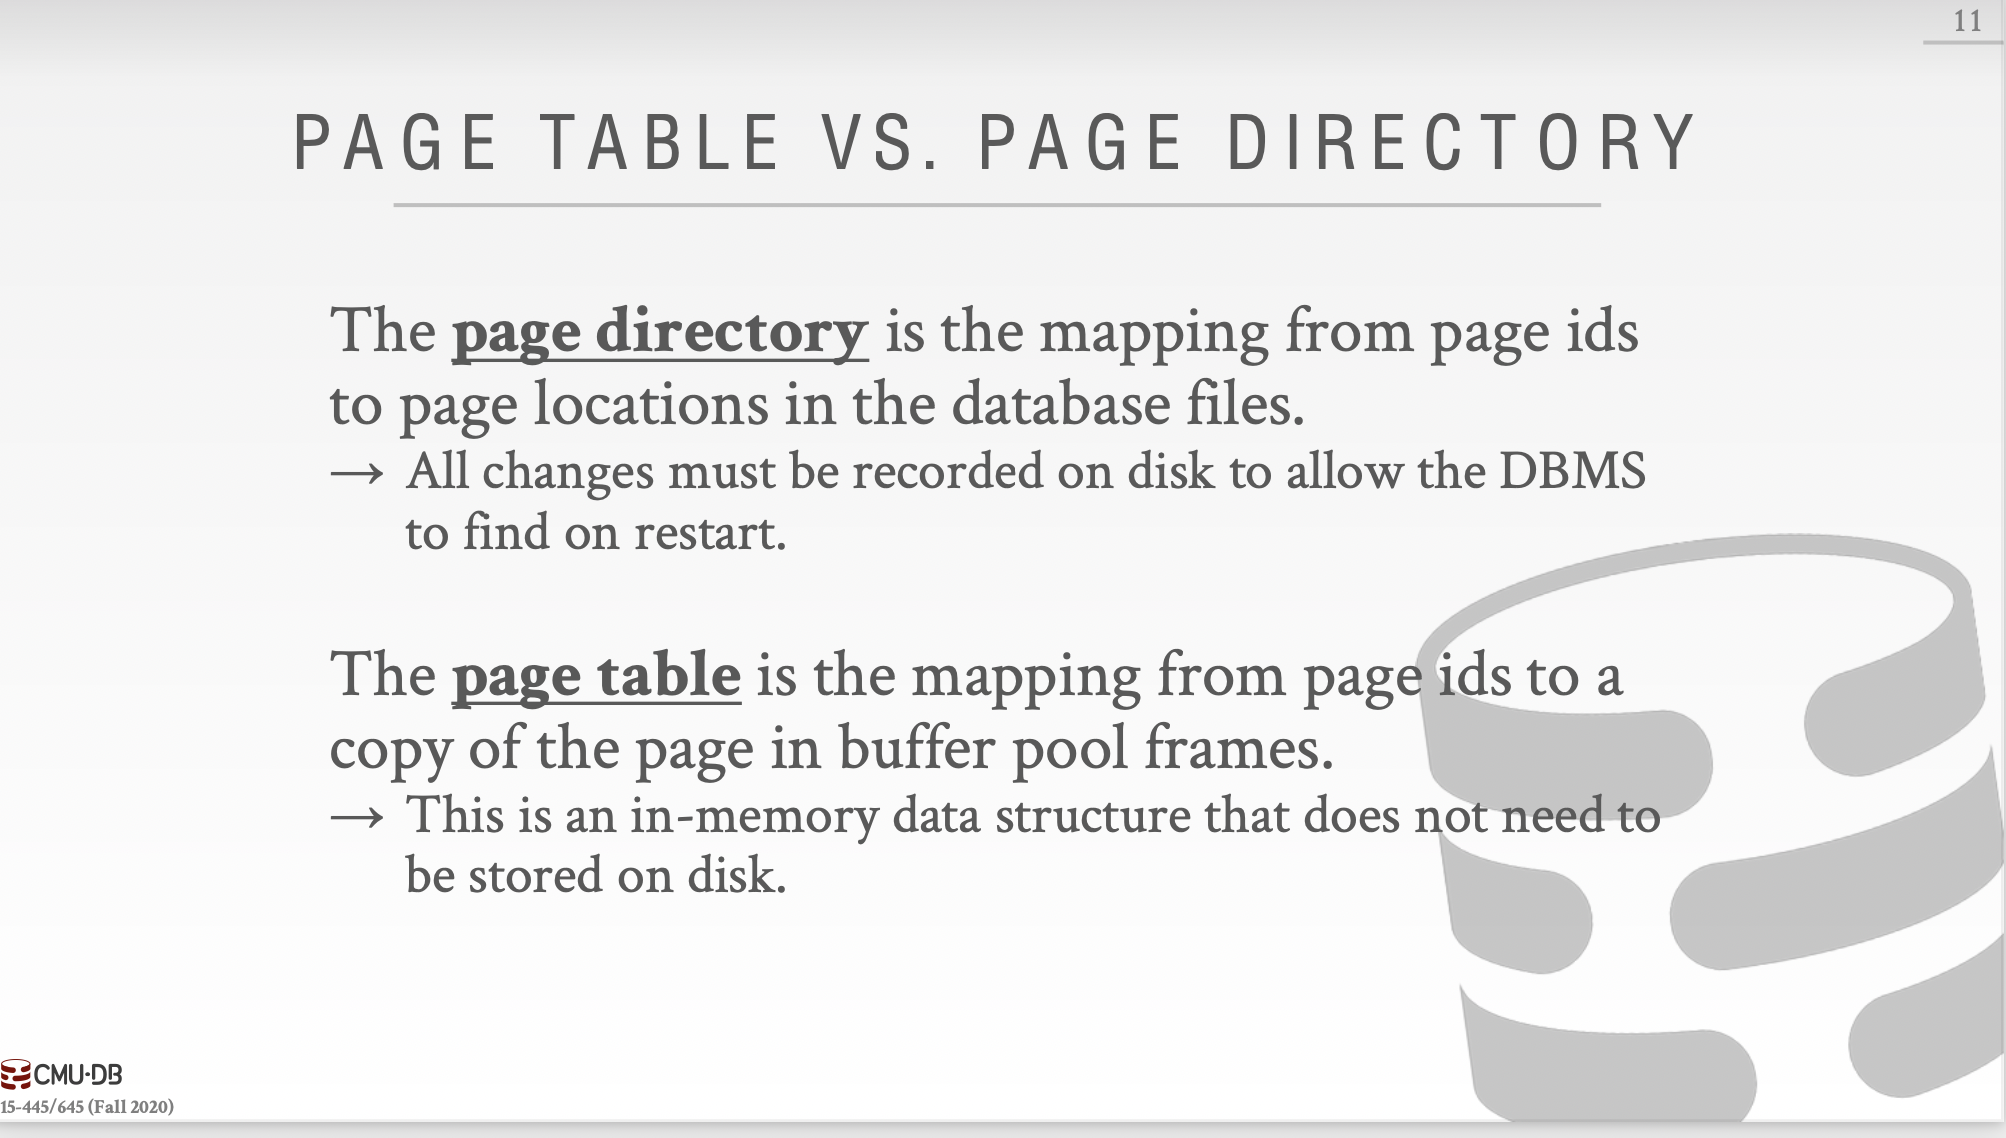 11
PAGE TABLE VS. PAGE DIRECTORY
The page directory is the mapping from page ids
to page locations in the database files.
→ All changes must be recorded on disk to allow the DBMS
to find on restart.
The page table is the mapping from page ids to a
copy of the page in buffer pool frames.
→ This is an in-memory data structure that does not need to
be stored on disk.
CMU·DB
15-445/645 (Fall 2020)